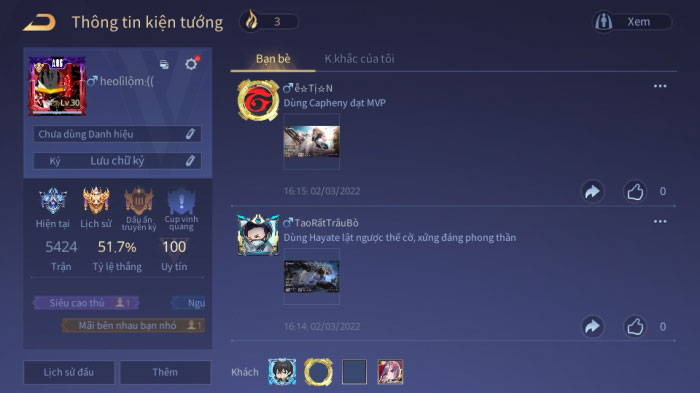 Thông tin kiện tướng
3
Xem
heolìlộm:((
Lv.30
Chưa dùng Danh hiệu
Ký Lưu chữ ký
Hiện tại
Lịch sử
Dấu ấn truyền kỳ
Cup vinh quang
5424
51.7%
100
Trận
Tỷ lệ thắng
Uy tín
Siêu cao thủ 1
Ngu
Mãi bên nhau bạn nhó 1
Lịch sử đấu
Thêm
Bạn bè
K.khắc của tôi
ễ☆Tị☆N
Dùng Capheny đạt MVP
16:15 02/03/2022
0
TaoRấtTrâuBò
Dùng Hayate lật ngược thế cờ, xứng đáng phong thần
16:14 02/03/2022
0
Khách